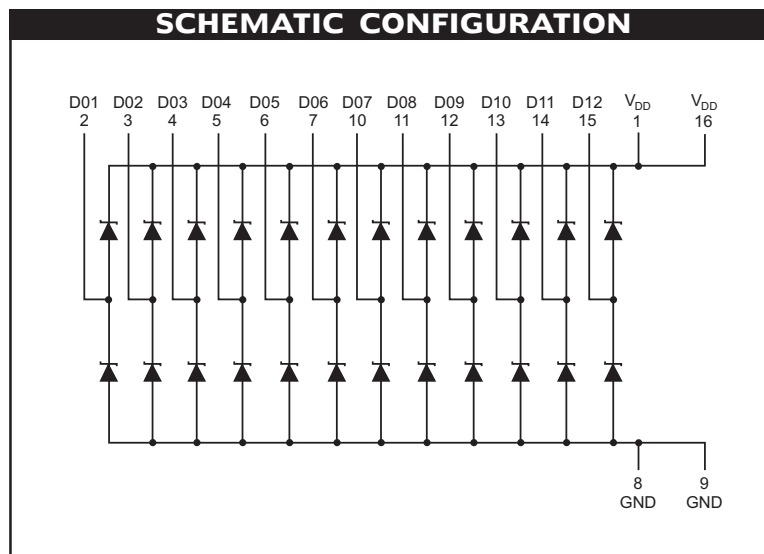 SCHEMATIC CONFIGURATION
D01 D02 D03 D04 D05 D06 D07 D08 D09 D10 D11 D12 VDD VDD
2 3 4 5 6 7 10 11 12 13 14 15 1 16
8 9
GND GND